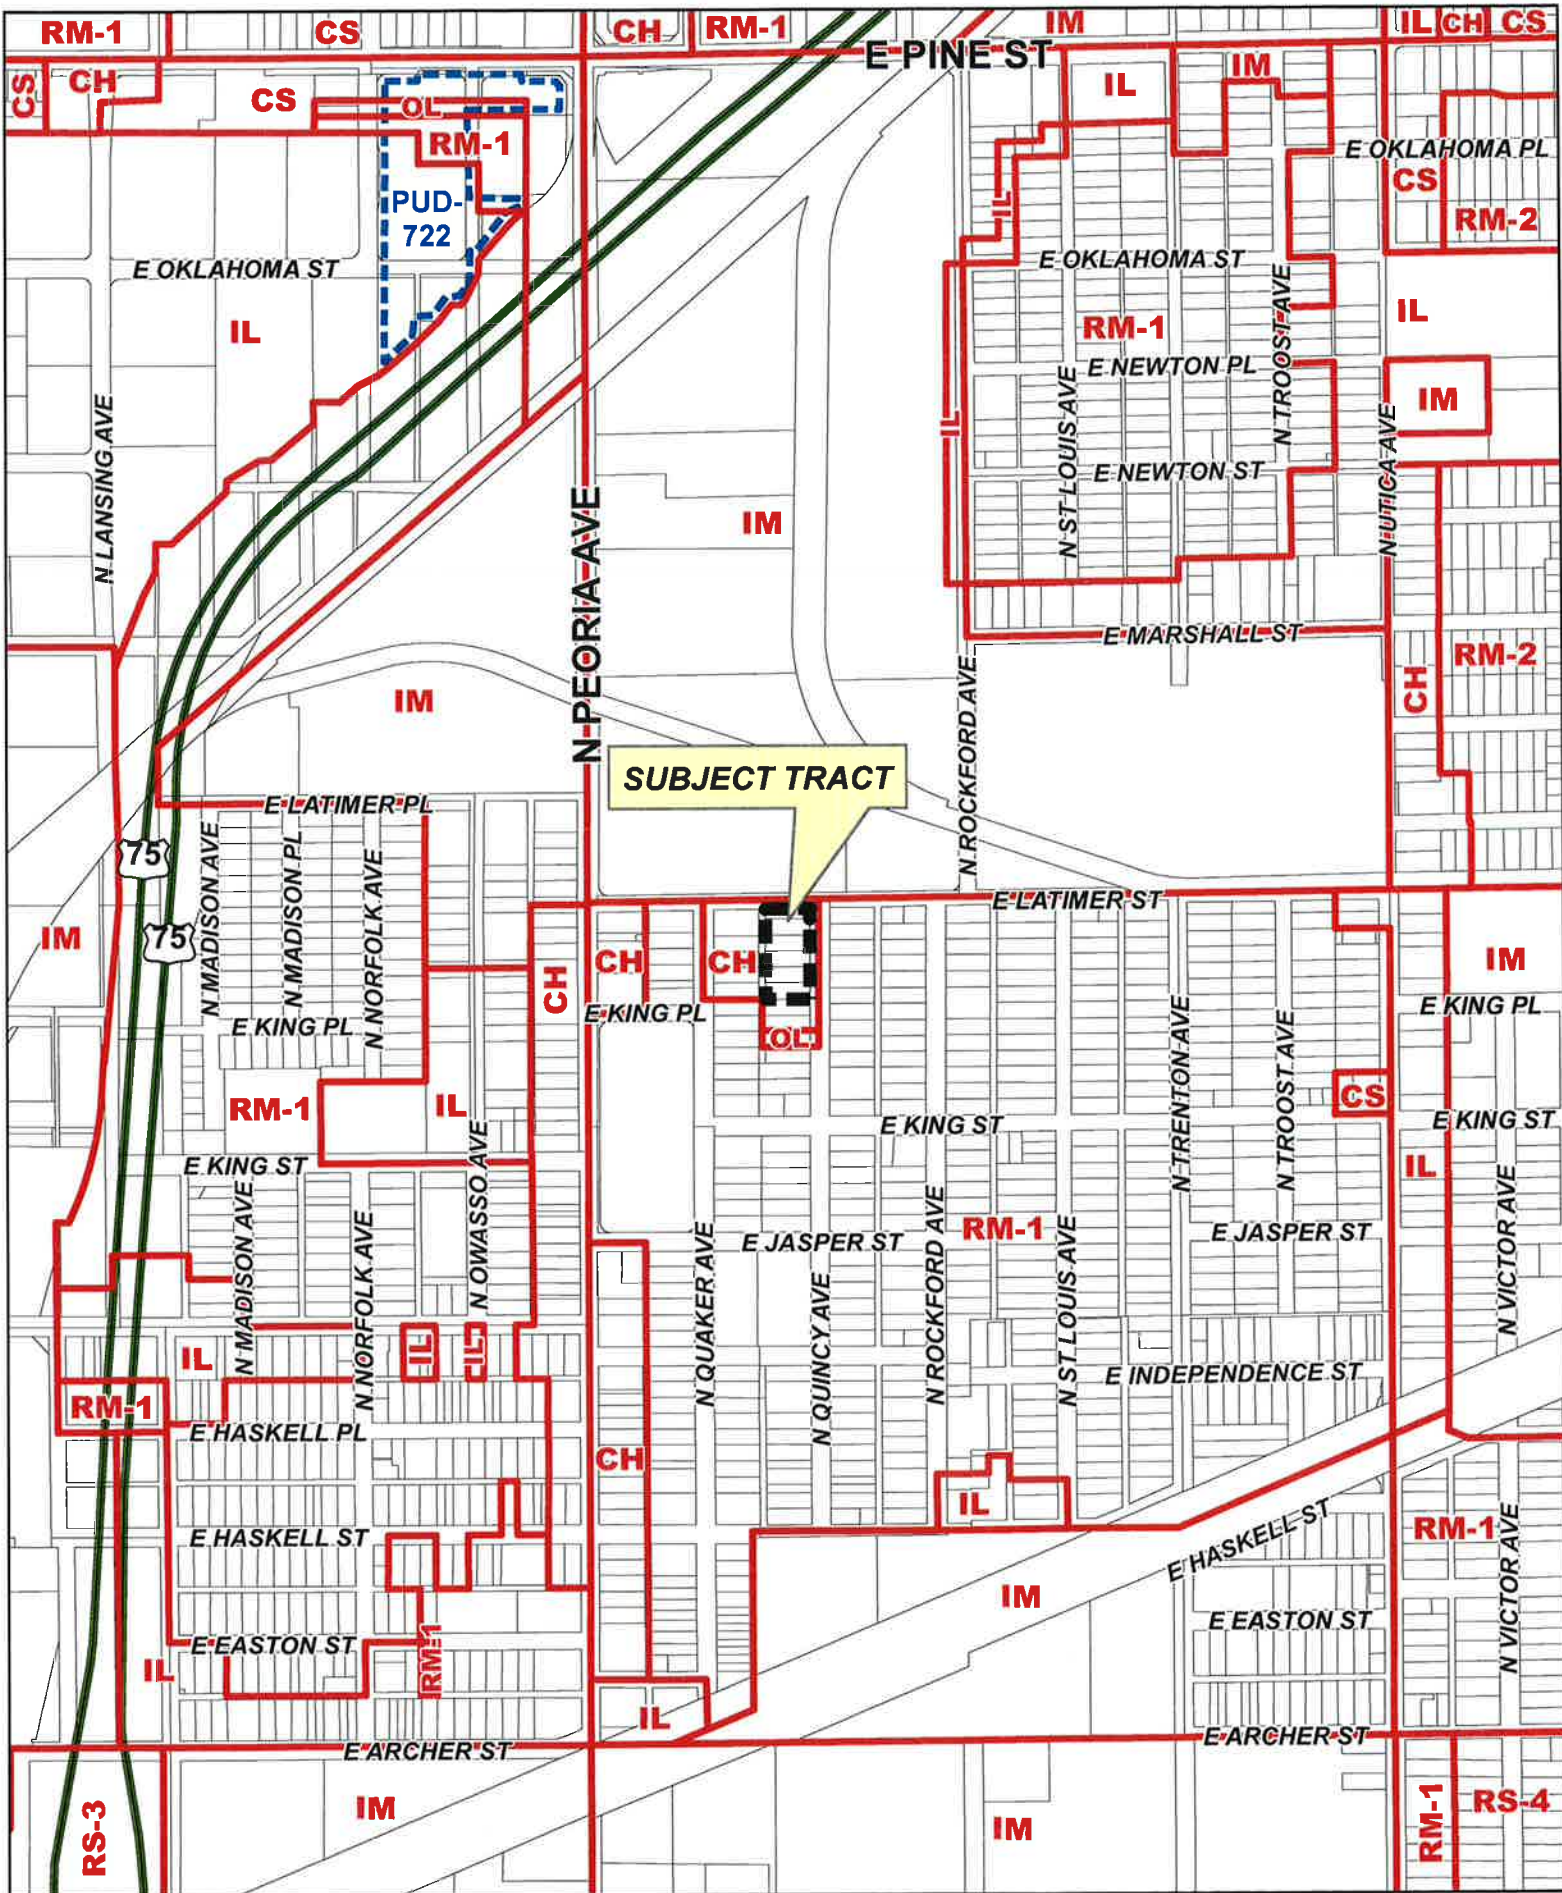 RM-1
CS
CH
RM-1
IM
IL
CH
CS
E PINE ST
CS
CH
CS
OL
RM-1
IL
IM
E OKLAHOMA PL
CS
RM-2
PUD-
722
IL
E OKLAHOMA ST
E OKLAHOMA ST
IL
RM-1
N TROOST AVE
IL
E NEWTON PL
N LANSING AVE
IL
N ST LOUIS AVE
IM
N UTICA AVE
E NEWTON ST
N PEORIA AVE
IM
E MARSHALL ST
CH
RM-2
IM
N ROCKFORD AVE
SUBJECT TRACT
E LATIMER PL
75
N MADISON AVE
N MADISON PL
N NORFOLK AVE
E LATIMER ST
IM
75
CH
CH
CH
IM
E KING PL
E KING PL
E KING PL
OL
N TRENTON AVE
N TROOST AVE
RM-1
IL
CS
E KING ST
E KING ST
E KING ST
N OWASSO AVE
IL
N MADISON AVE
N NORFOLK AVE
N QUAKER AVE
E JASPER ST
N ROCKFORD AVE
RM-1
N ST LOUIS AVE
E JASPER ST
N VICTOR AVE
N QUINCY AVE
IL
IL
IL
E INDEPENDENCE ST
RM-1
E HASKELL PL
CH
IL
E HASKELL ST
E HASKELL ST
RM-1
N VICTOR AVE
IM
E EASTON ST
E EASTON ST
RM-1
IL
IL
E ARCHER ST
E ARCHER ST
RS-3
IM
IM
RM-1
RS-4